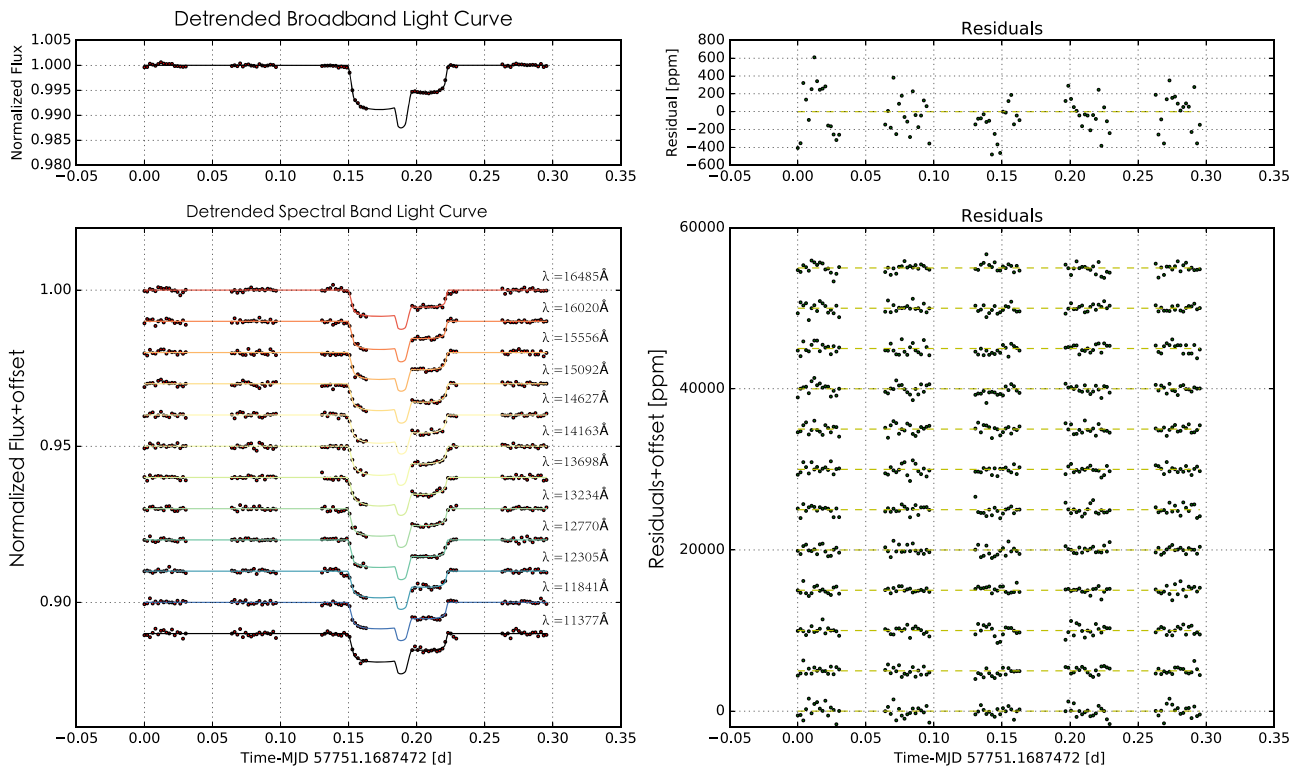 Detrended Broadband Light Curve
Normalized Flux
1.005
1.000
0.995
0.990
0.985
0.980
−0.05 0.00 0.05 0.10 0.15 0.20 0.25 0.30 0.35
Residuals
Residual [ppm]
800
600
400
200
0
−200
−400
−600
−0.05 0.00 0.05 0.10 0.15 0.20 0.25 0.30 0.35
Detrended Spectral Band Light Curve
Normalized Flux+offset
1.00
0.95
0.90
λ=16485Å
λ=16020Å
λ=15556Å
λ=15092Å
λ=14627Å
λ=14163Å
λ=13698Å
λ=13234Å
λ=12770Å
λ=12305Å
λ=11841Å
λ=11377Å
−0.05 0.00 0.05 0.10 0.15 0.20 0.25 0.30 0.35
Time-MJD 57751.1687472 [d]
Residuals
Residuals+offset [ppm]
60000
40000
20000
0
−0.05 0.00 0.05 0.10 0.15 0.20 0.25 0.30 0.35
Time-MJD 57751.1687472 [d]